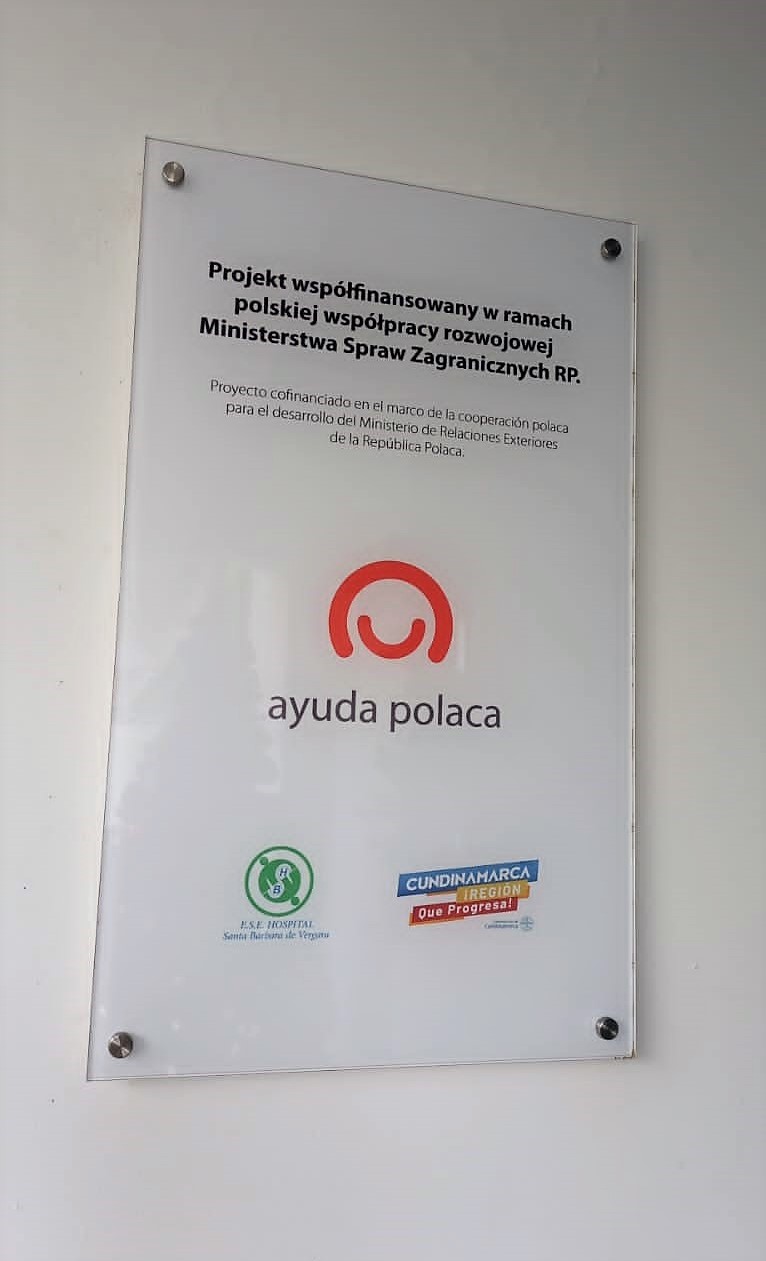 Projekt współfinansowany w ramach
polskiej współpracy rozwojowej
Ministerstwa Spraw Zagranicznych RP.
Proyecto cofinanciado en el marco de la cooperación polaca
para el desarrollo del Ministerio de Relaciones Exteriores
de la República Polaca.
ayuda polaca
H
B
E.S.E. HOSPITAL
Santa Bárbara de Vergara
CUNDINAMARCA
¡REGIÓN
Que Progresa!
Cundinamarca